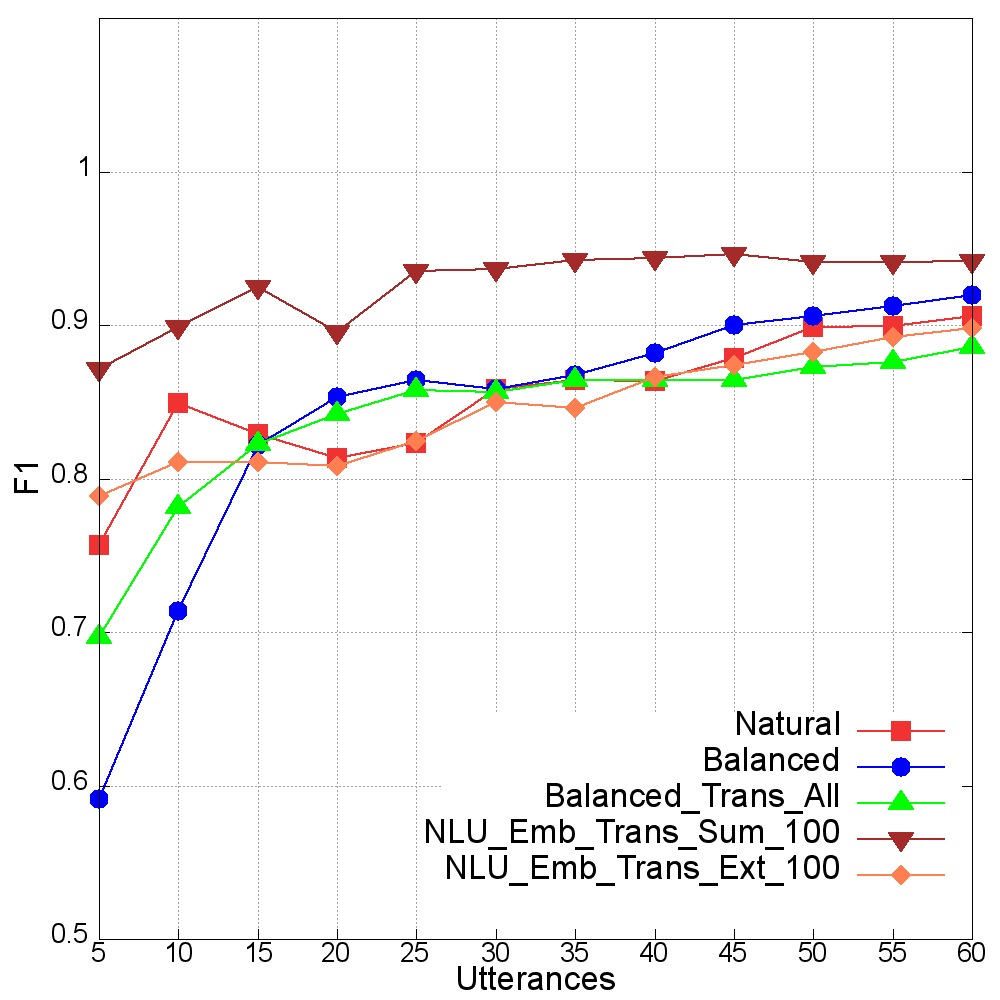 1
0.9
0.8
0.7
0.6
0.5
F1
Natural
Balanced
Balanced_Trans_All
NLU_Emb_Trans_Sum_100
NLU_Emb_Trans_Ext_100
5 10 15 20 25 30 35 40 45 50 55 60
Utterances